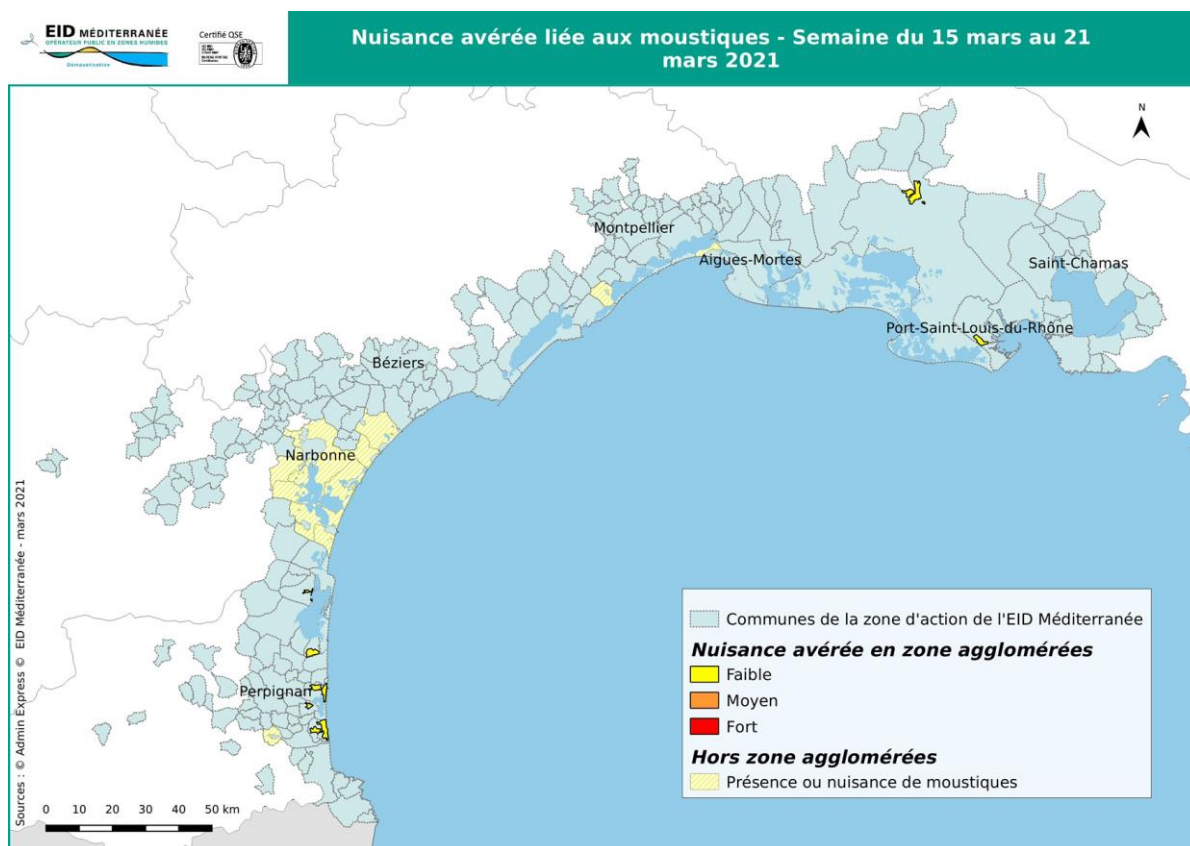 EID MÉDITERRANÉE
OPÉRATEUR PUBLIC EN ZONES HUMIDES
Démoustication
Certifié QSE
Nuisance avérée liée aux moustiques - Semaine du 15 mars au 21
mars 2021
N
Montpellier
Aigues-Mortes
Saint-Chamas
Port-Saint-Louis-du-Rhône
Béziers
Narbonne
Perpignan
Communes de la zone d'action de l'EID Méditerranée
Nuisance avérée en zone agglomérées
Faible
Moyen
Fort
Hors zone agglomérées
Présence ou nuisance de moustiques
0 10 20 30 40 50 km
Sources : © Admin Express © EID Méditerranée - mars 2021